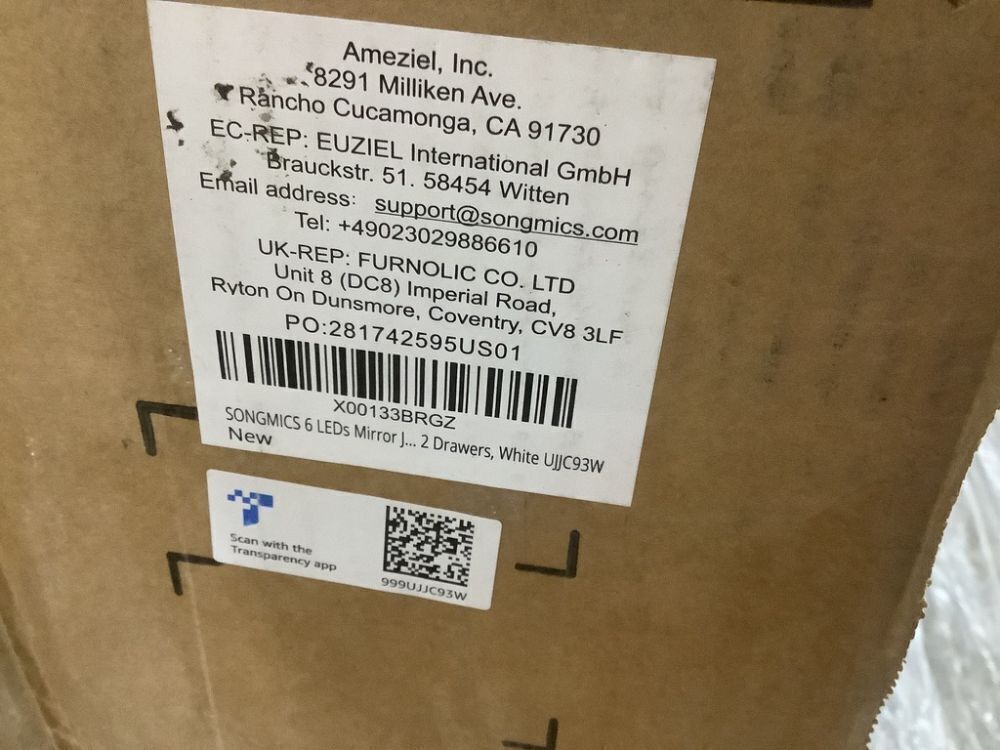 Ameziel, Inc.
8291 Milliken Ave.
Rancho Cucamonga, CA 91730
EC-REP: EUZIEL International GmbH
Brauckstr. 51. 58454 Witten
Email address: support@songmics.com
Tel: +49023029886610
UK-REP: FURNOLIC CO. LTD
Unit 8 (DC8) Imperial Road,
Ryton On Dunsmore, Coventry, CV8 3LF
PO:281742595US01
X00133BRGZ
SONGMICS 6 LEDs Mirror J... 2 Drawers, White UJJC93W
New
Scan with the
Transparency app
999UJJC93W